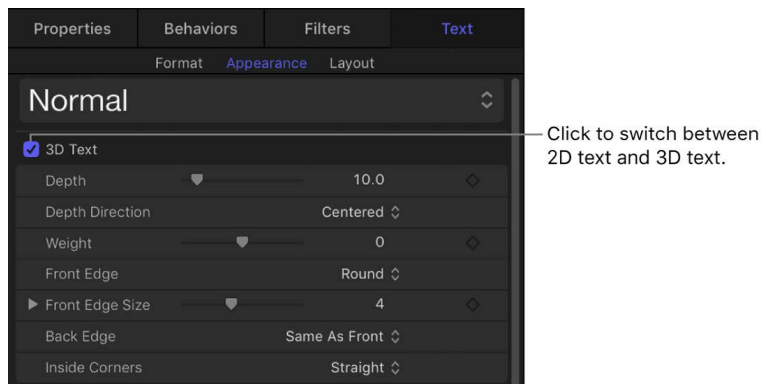 Properties Behaviors Filters Text
Format Appearance Layout
Normal
Click to switch between
2D text and 3D text.
3D Text
Depth 10.0
Depth Direction Centered
Weight 0
Front Edge Round
Front Edge Size 4
Back Edge Same As Front
Inside Corners Straight